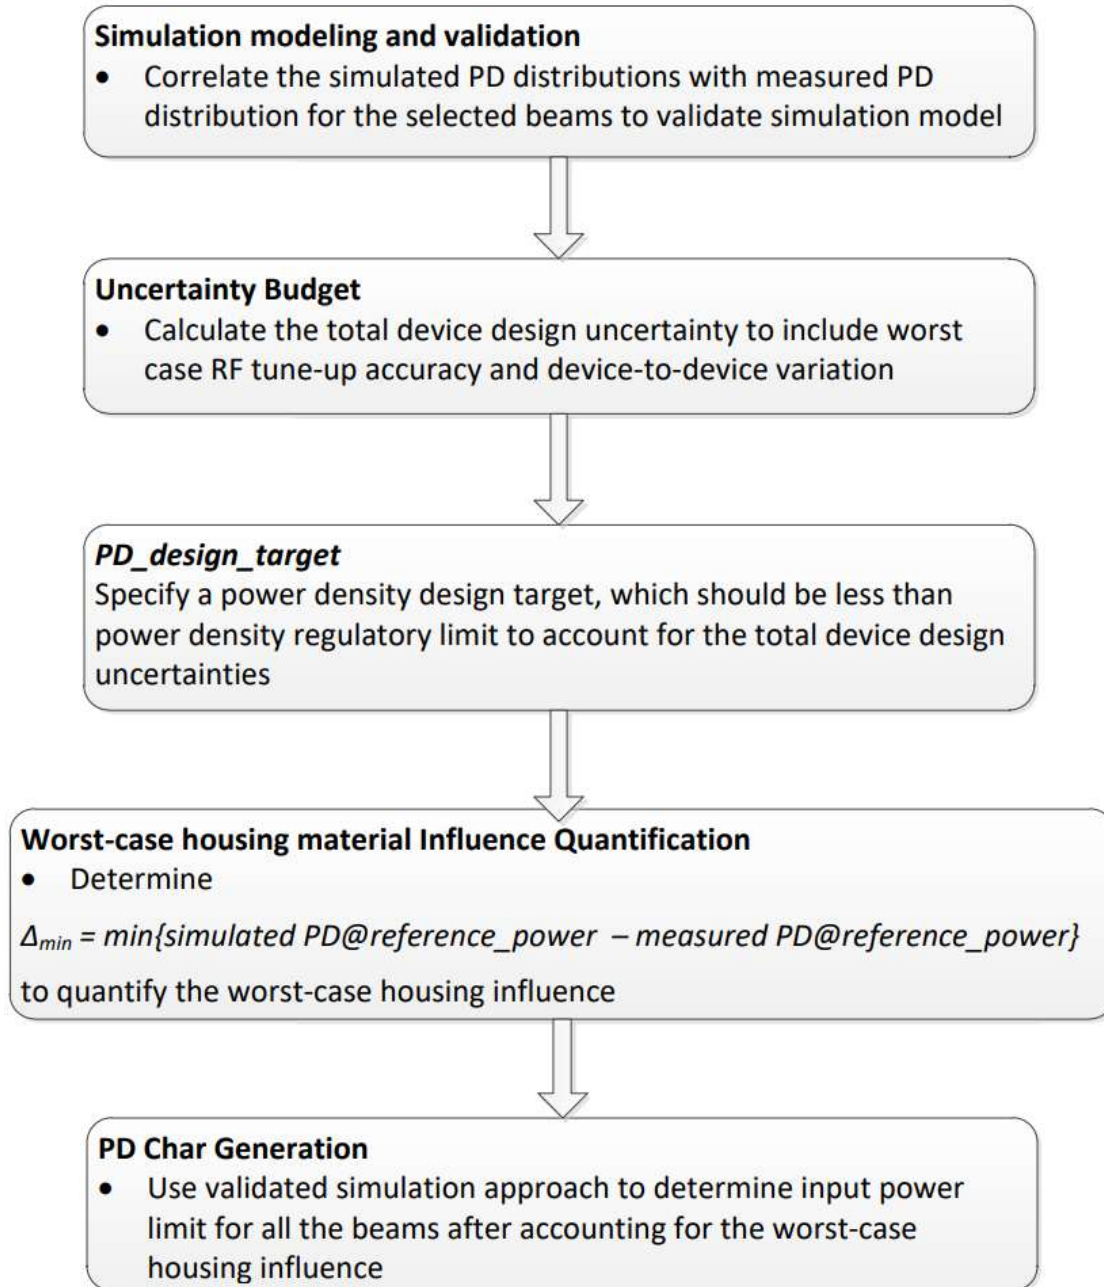 Simulation modeling and validation
• Correlate the simulated PD distributions with measured PD
distribution for the selected beams to validate simulation model
Uncertainty Budget
• Calculate the total device design uncertainty to include worst
case RF tune-up accuracy and device-to-device variation
PD_design_target
Specify a power density design target, which should be less than
power density regulatory limit to account for the total device design
uncertainties
Worst-case housing material Influence Quantification
• Determine
Δmin = min{simulated PD@reference_power – measured PD@reference_power}
to quantify the worst-case housing influence
PD Char Generation
• Use validated simulation approach to determine input power
limit for all the beams after accounting for the worst-case
housing influence